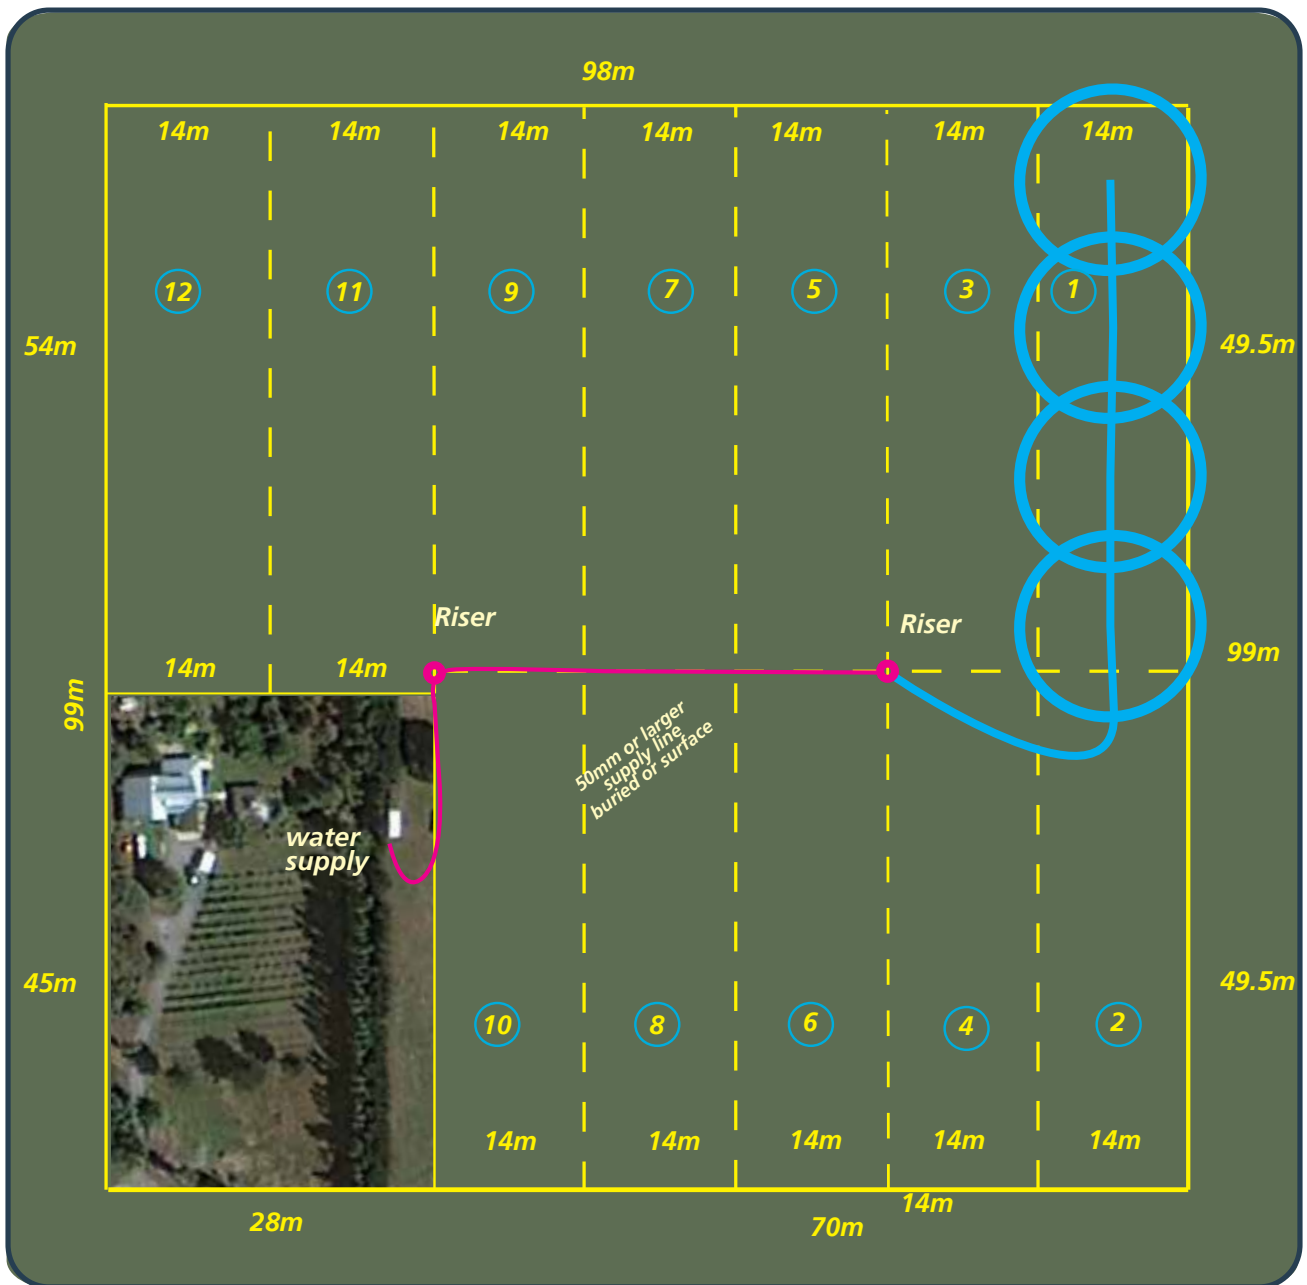 98m
14m
14m
14m
14m
14m
14m
14m
12
11
9
7
5
3
1
54m
49.5m
Riser
Riser
14m
14m
99m
99m
50mm or larger
supply line
buried or surface
water
supply
45m
49.5m
10
8
6
4
2
14m
14m
14m
14m
14m
14m
28m
70m